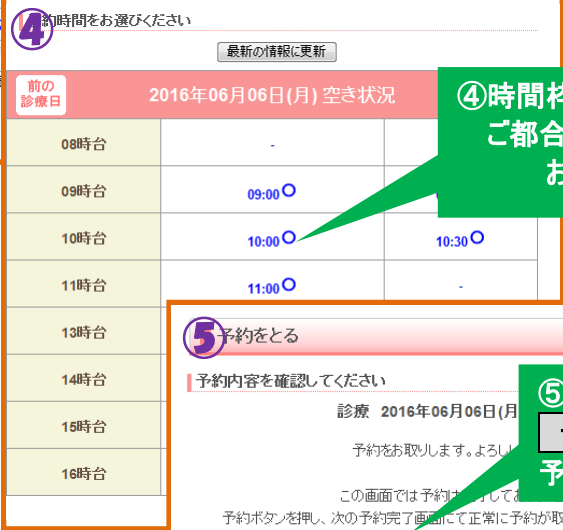 ④
約時間をお選びください
最新の情報に更新
前の
診療日
2016年06月06日(月) 空き状況
④時間枠
ご都合
お
08時台 -
09時台 09:00○
10時台 10:00○ 10:30○
11時台 11:00○ -
13時台
14時台
15時台
16時台
⑤
予約をとる
予約内容を確認してください
診療 2016年06月06日(月
予約をお取りします。よろし
⑤
予
この画面では予約は
予約ボタンを押し、次の予約完了画面にて正常に予約が取